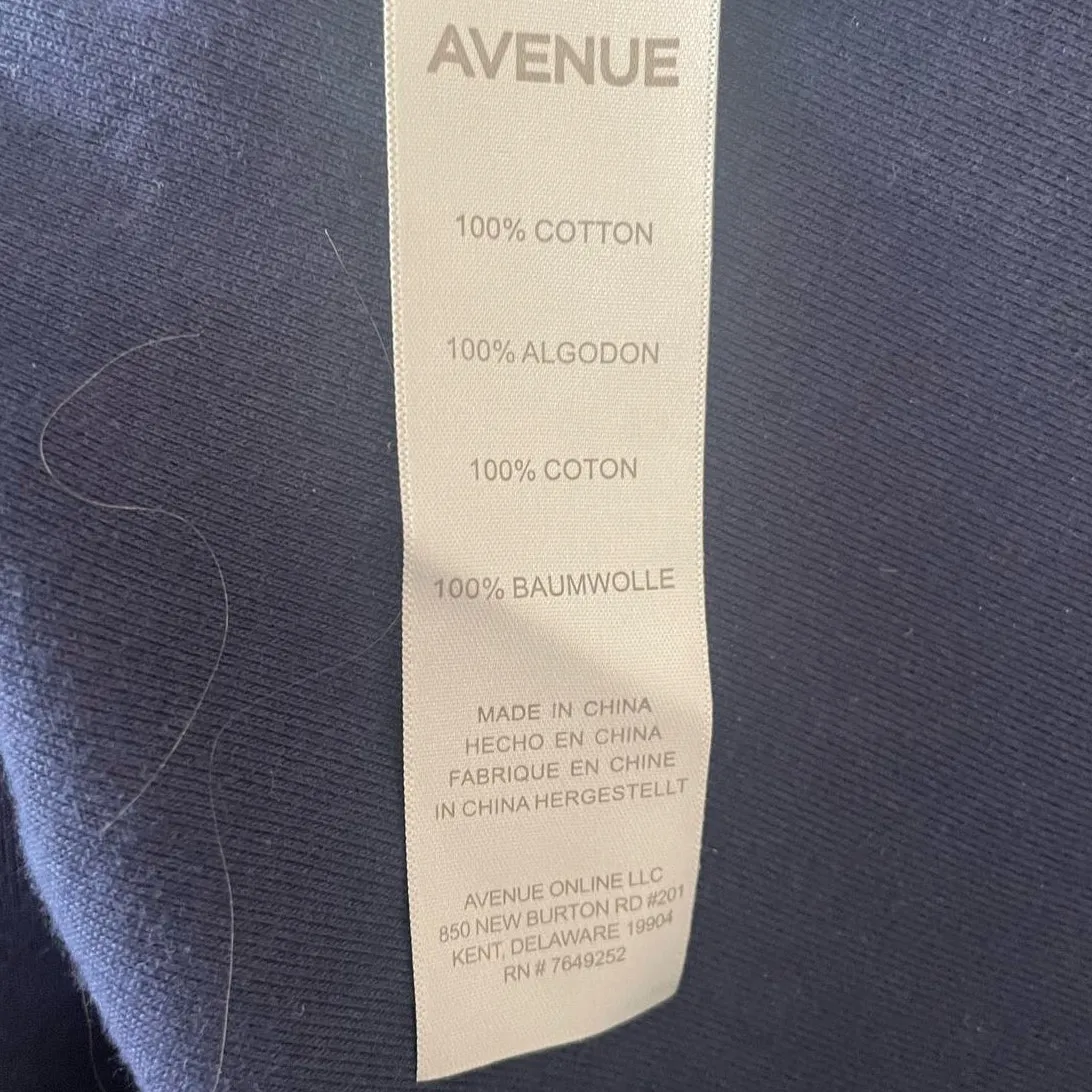 AVENUE
100% COTTON
100% ALGODON
100% COTON
100% BAUMWOLLE
MADE IN CHINA
HECHO EN CHINA
FABRIQUE EN CHINE
IN CHINA HERGESTELLT
AVENUE ONLINE LLC
850 NEW BURTON RD #201
KENT, DELAWARE 19904
RN # 7649252